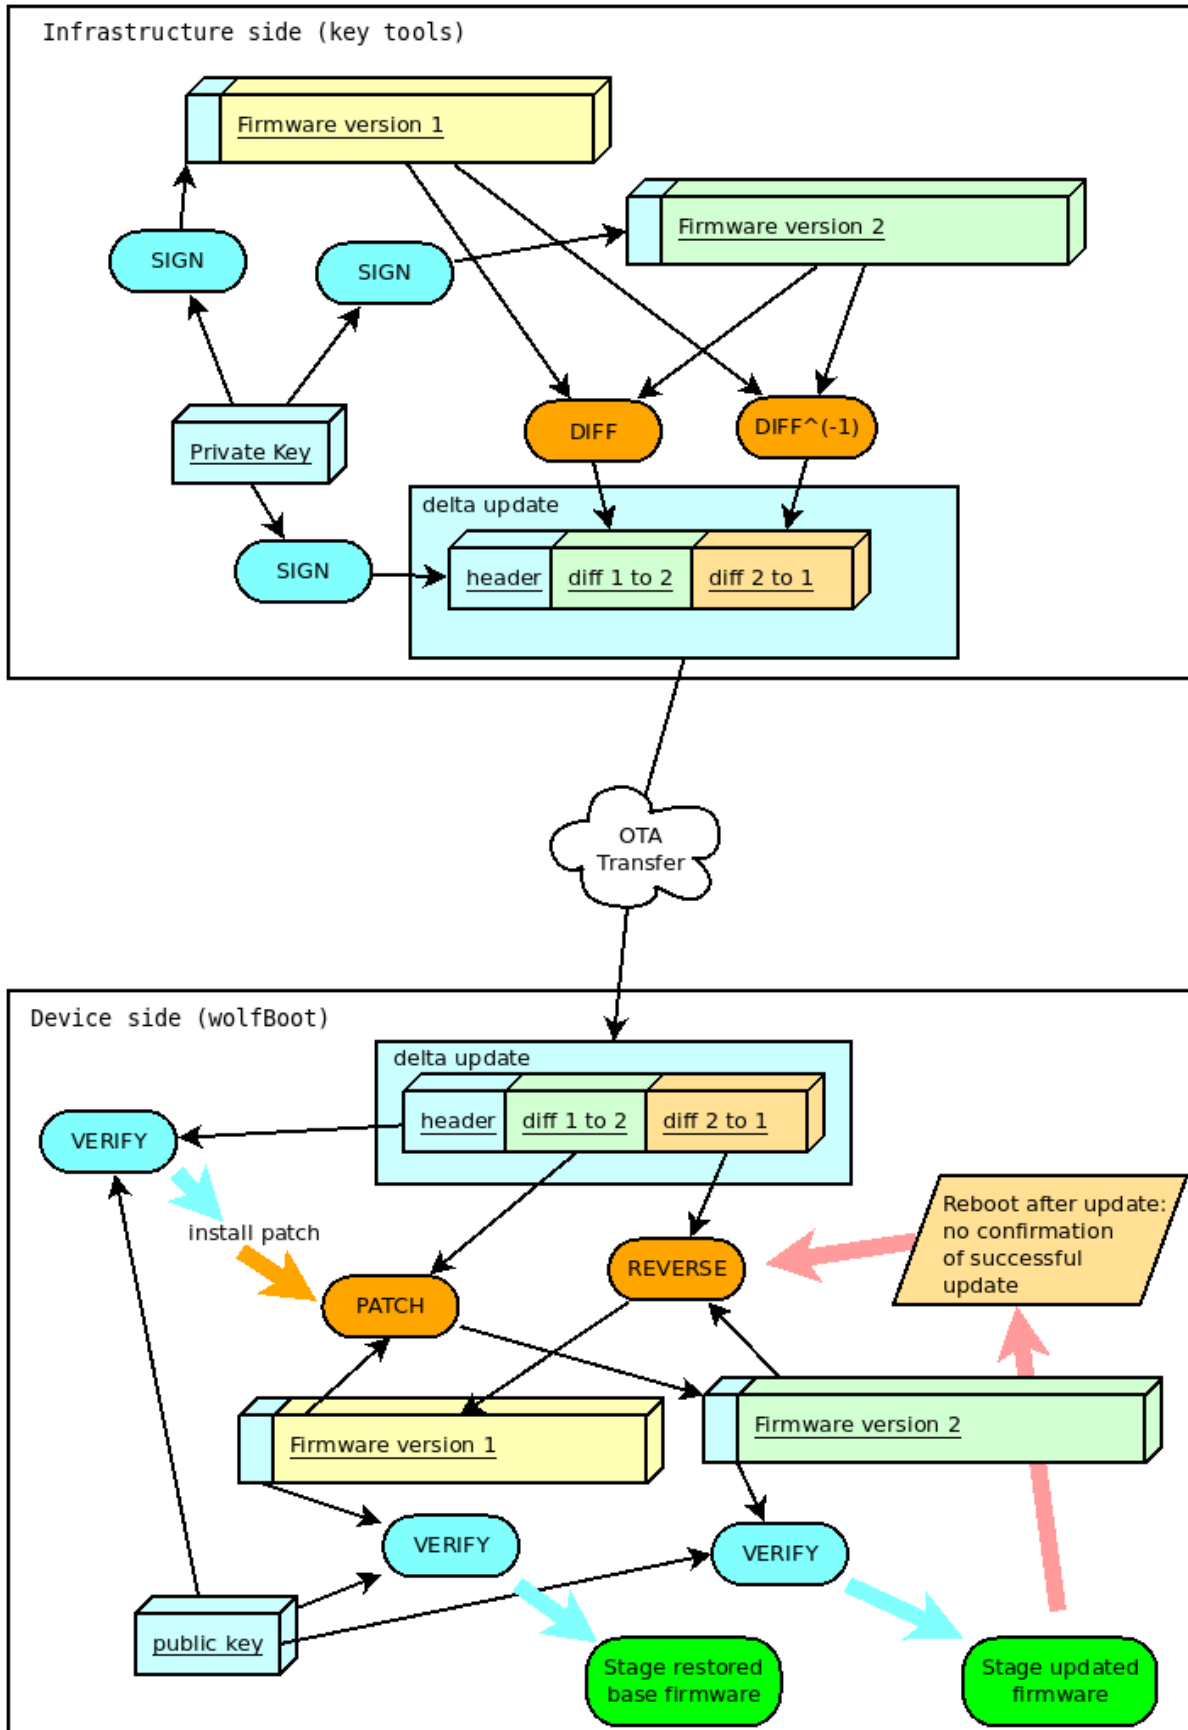 Infrastructure side (key tools)
Firmware version 1
Firmware version 2
SIGN
SIGN
DIFF
DIFF^(-1)
Private Key
delta update
SIGN
header
diff 1 to 2
diff 2 to 1
OTA
Transfer
Device side (wolfBoot)
delta update
header
diff 1 to 2
diff 2 to 1
VERIFY
install patch
Reboot after update:
no confirmation
of successful
update
REVERSE
PATCH
Firmware version 1
Firmware version 2
VERIFY
VERIFY
public key
Stage restored
base firmware
Stage updated
firmware